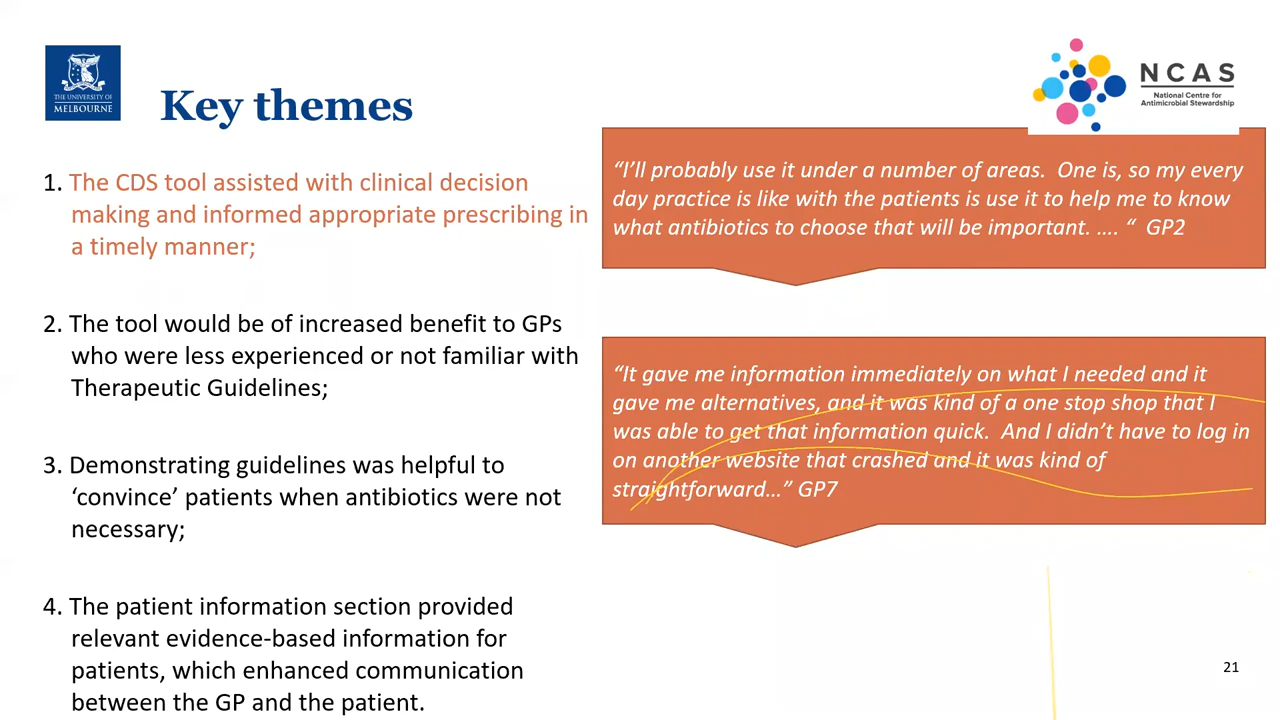 THE UNIVERSITY OF
MELBOURNE
Key themes
NCAS
National Centre for
Antimicrobial Stewardship
1. The CDS tool assisted with clinical decision
making and informed appropriate prescribing in
a timely manner;
2. The tool would be of increased benefit to GPs
who were less experienced or not familiar with
Therapeutic Guidelines;
3. Demonstrating guidelines was helpful to
‘convince’ patients when antibiotics were not
necessary;
4. The patient information section provided
relevant evidence-based information for
patients, which enhanced communication
between the GP and the patient.
“I’ll probably use it under a number of areas.  One is, so my every
day practice is like with the patients is use it to help me to know
what antibiotics to choose that will be important. …. “  GP2
“It gave me information immediately on what I needed and it
gave me alternatives, and it was kind of a one stop shop that I
was able to get that information quick.  And I didn’t have to log in
on another website that crashed and it was kind of
straightforward…” GP7
21